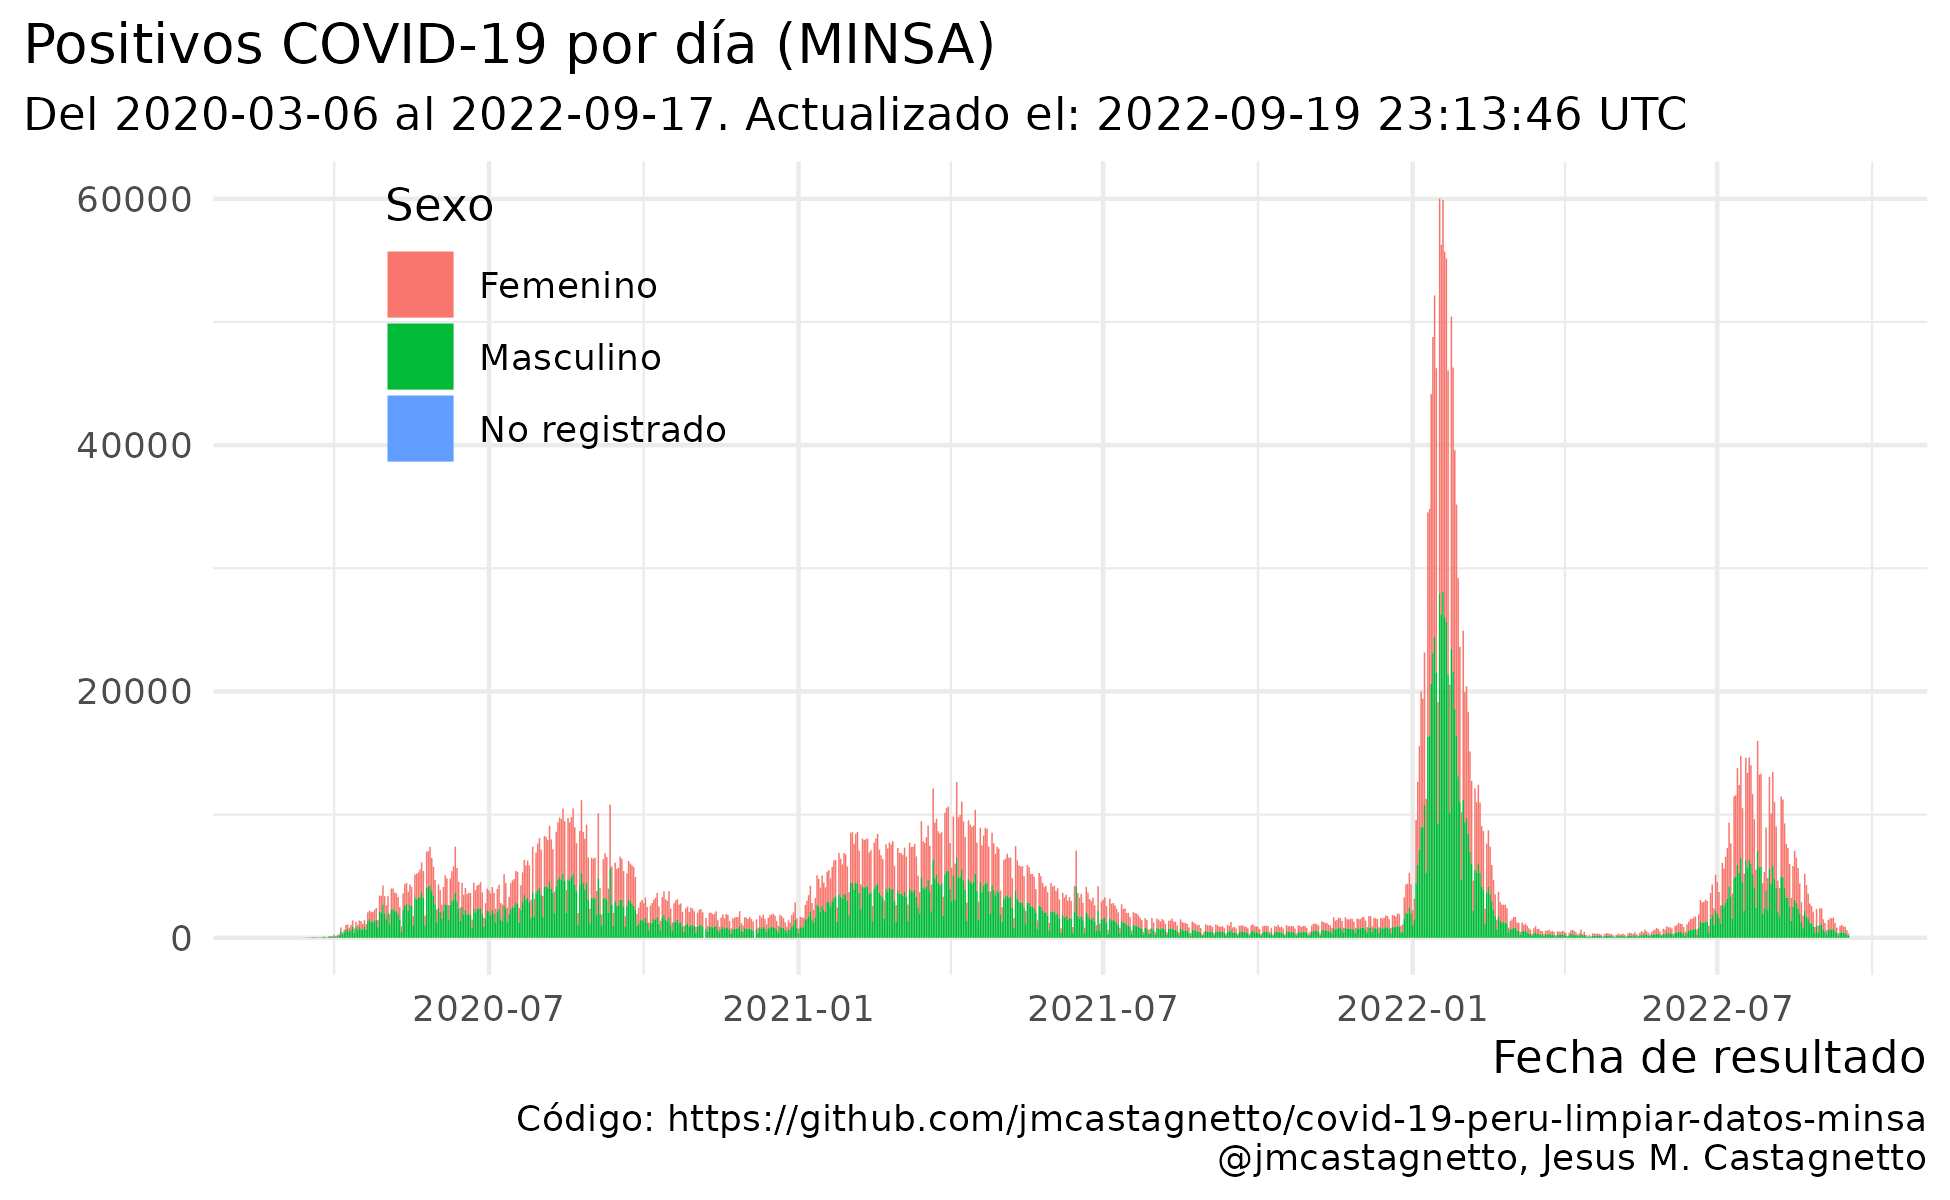 Positivos COVID-19 por día (MINSA)
Del 2020-03-06 al 2022-09-17. Actualizado el: 2022-09-19 23:13:46 UTC
60000
40000
20000
0
Sexo
Femenino
Masculino
No registrado
2020-07
2021-01
2021-07
2022-01
2022-07
Fecha de resultado
Código: https://github.com/jmcastagnetto/covid-19-peru-limpiar-datos-minsa
@jmcastagnetto, Jesus M. Castagnetto